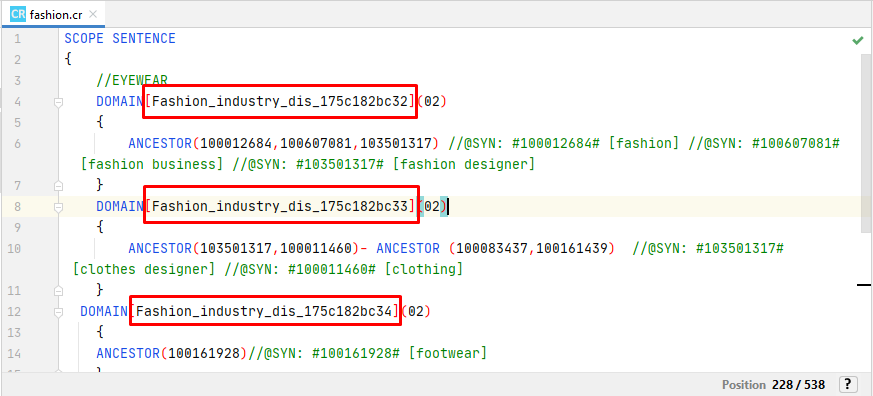 fashion.cr
1 SCOPE SENTENCE
2 {
3 //EYEWEAR
4 DOMAIN[Fashion_industry_dis_175c182bc32](02)
5 {
6 ANCESTOR(100012684,100607081,103501317) //@SYN: #100012684# [fashion] //@SYN: #100607081#
[fashion business] //@SYN: #103501317# [fashion designer]
7 }
8 DOMAIN[Fashion_industry_dis_175c182bc33](02)
9 {
10 ANCESTOR(103501317,100011460)- ANCESTOR (100083437,100161439) //@SYN: #103501317#
[clothes designer] //@SYN: #100011460# [clothing]
11 }
12 DOMAIN[Fashion_industry_dis_175c182bc34](02)
13 {
14 ANCESTOR(100161928)//@SYN: #100161928# [footwear]
15 }
Position 228 / 538 ?